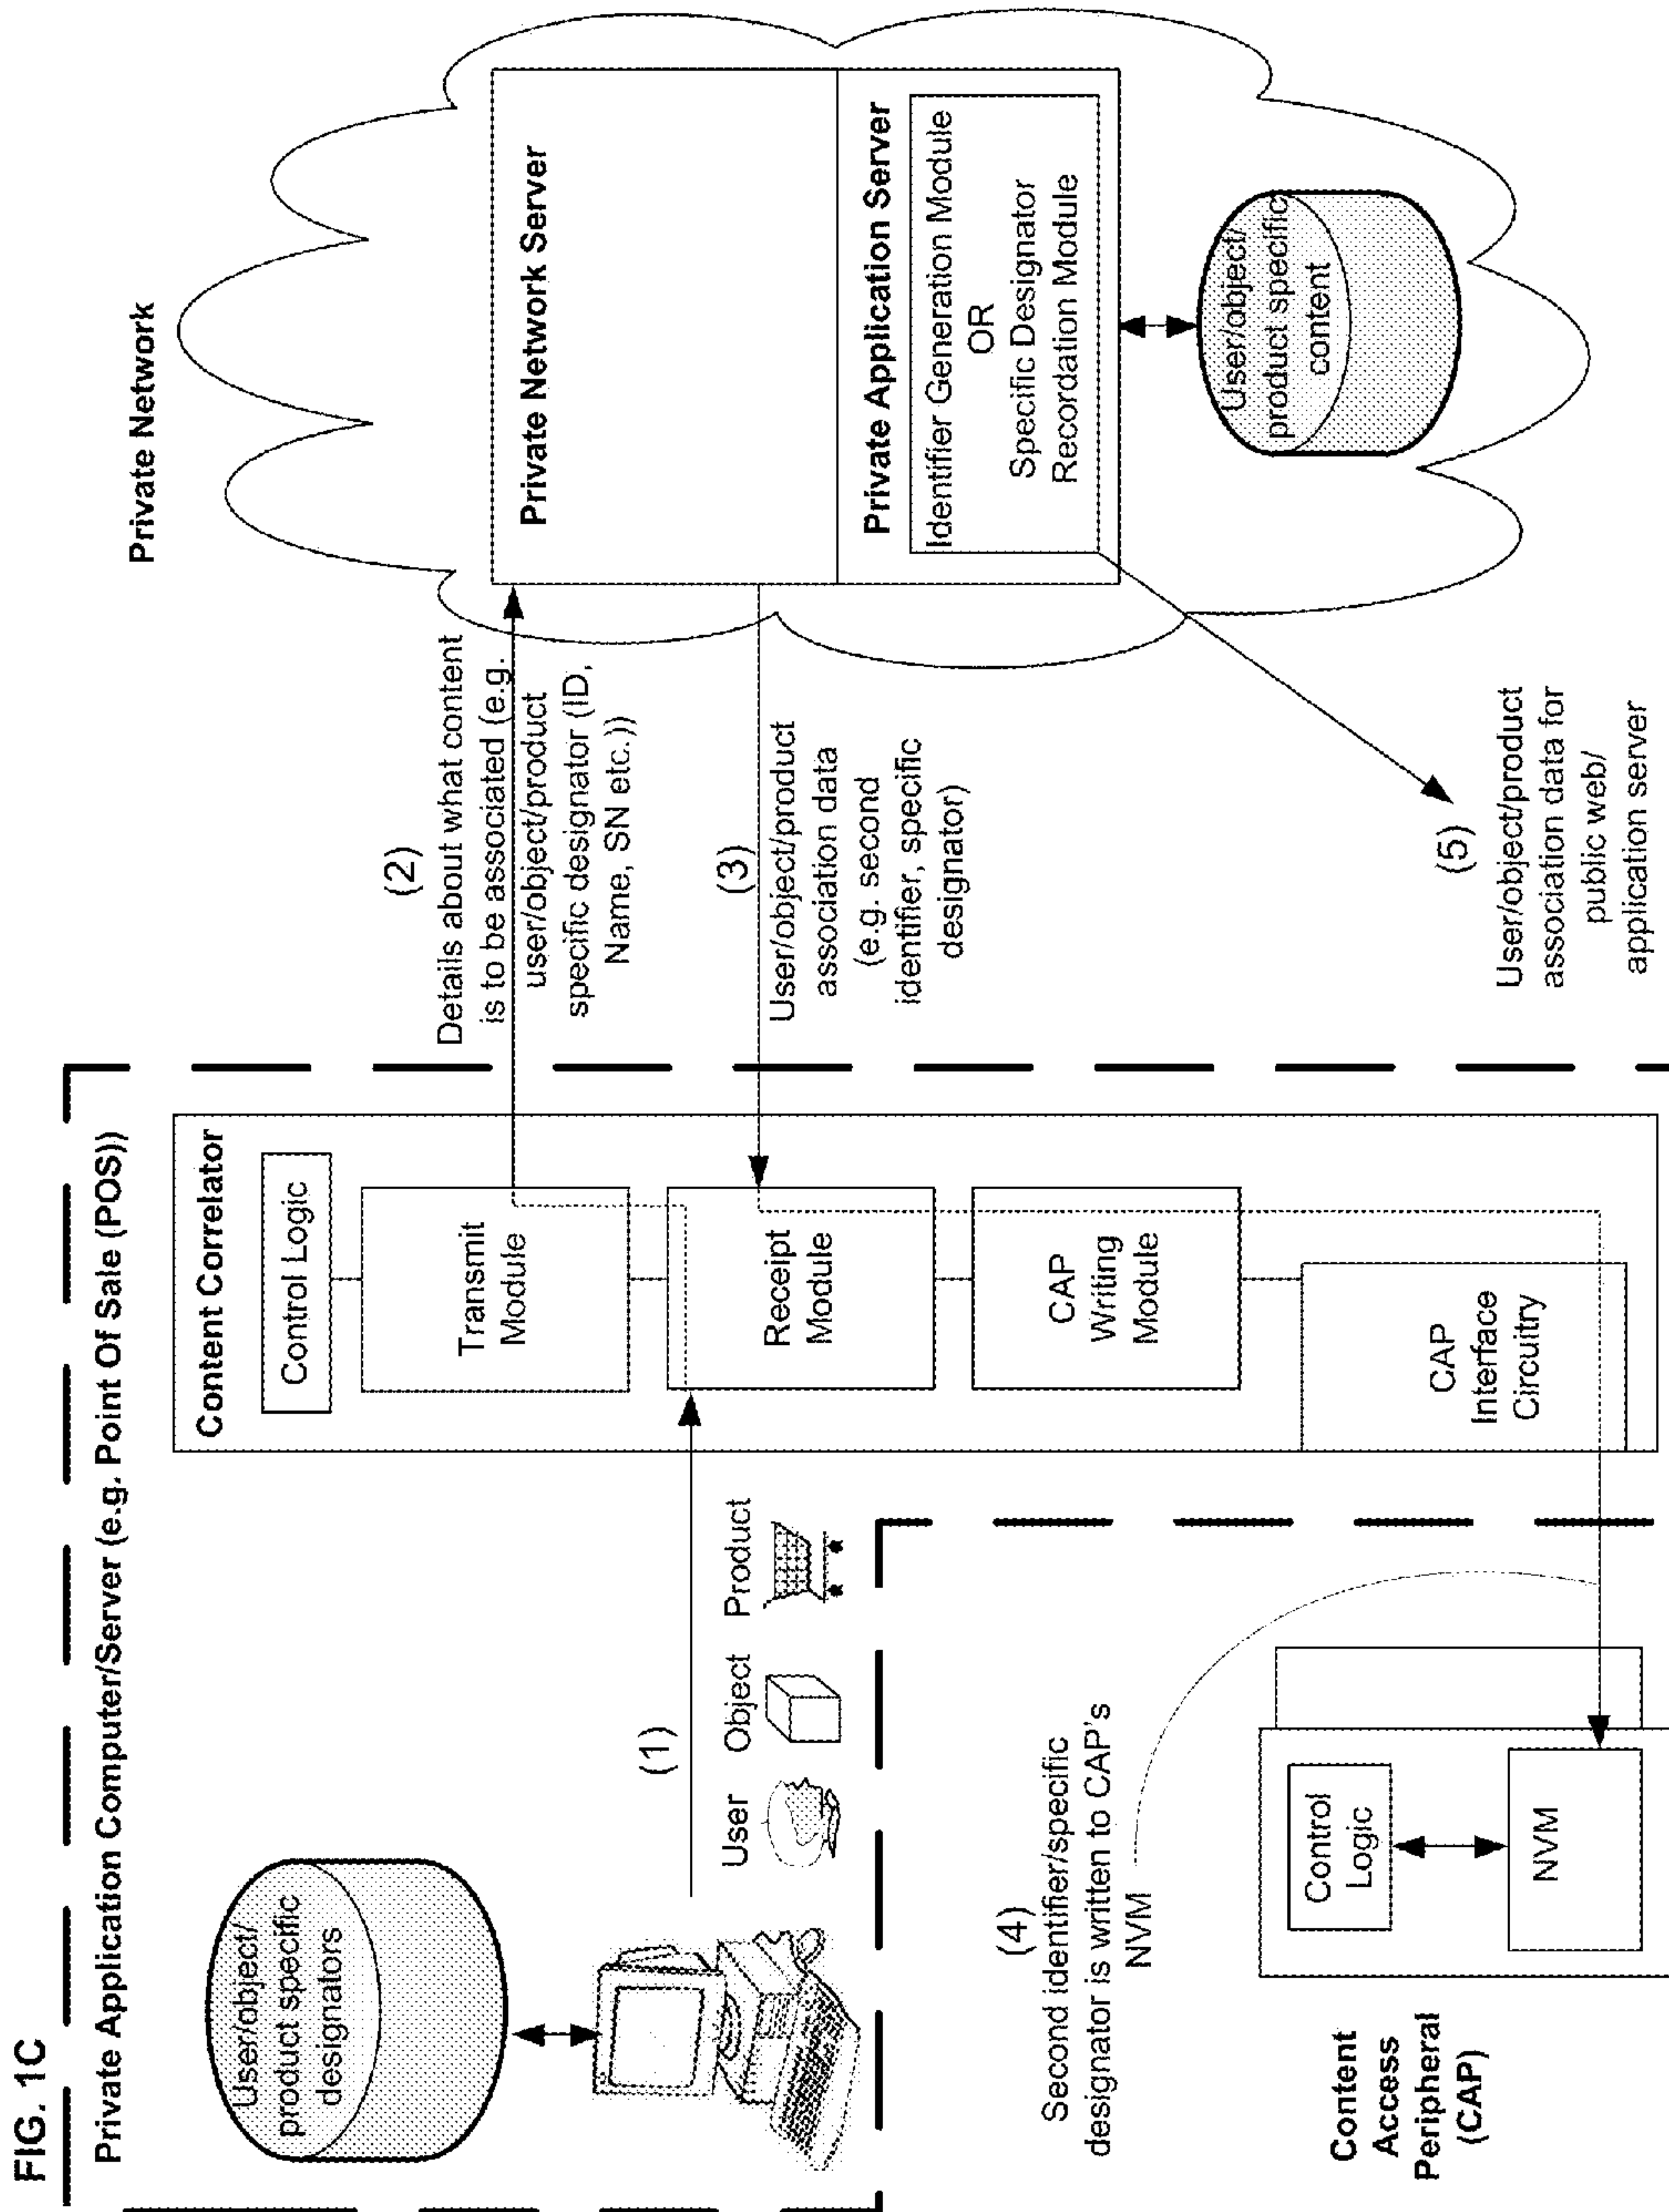 FIG. 1C
Private Application Computer/Server (e.g. Point Of Sale (POS))
User/object/
product specific
designators
(1)
User
Object
Product
Content Correlator
Control Logic
Transmit
Module
Receipt
Module
CAP
Writing
Module
CAP
Interface
Circuitry
(2)
Details about what content
is to be associated (e.g.
user/object/product
specific designator (ID,
Name, SN etc.))
(3)
User/object/product
association data
(e.g. second
identifier, specific
designator)
(4)
Second identifier/specific
designator is written to CAP's
NVM
Content
Access
Peripheral
(CAP)
Control
Logic
NVM
Private Network
Private Network Server
Private Application Server
Identifier Generation Module
OR
Specific Designator
Recordation Module
User/object/
product specific
content
(5)
User/object/product
association data for
public web/
application server